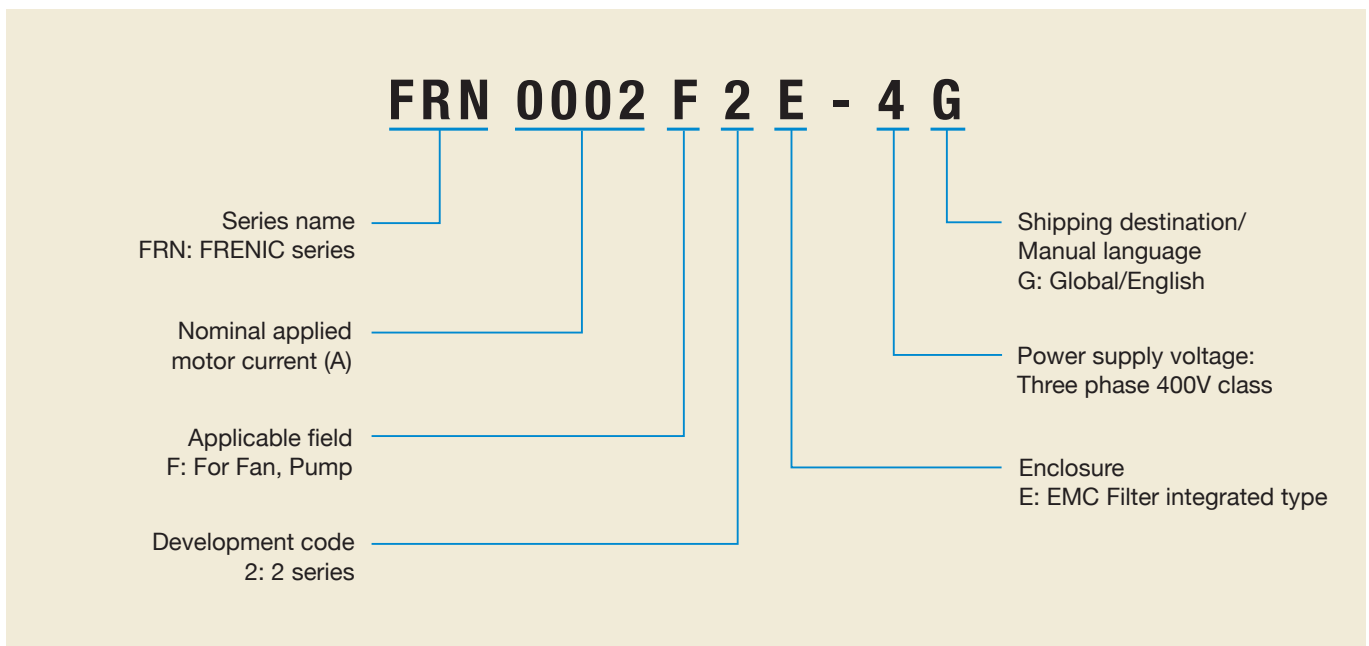 FRN 0002 F 2 E - 4 G
Series name
FRN: FRENIC series
Nominal applied
motor current (A)
Applicable field
F: For Fan, Pump
Development code
2: 2 series
Shipping destination/
Manual language
G: Global/English
Power supply voltage:
Three phase 400V class
Enclosure
E: EMC Filter integrated type